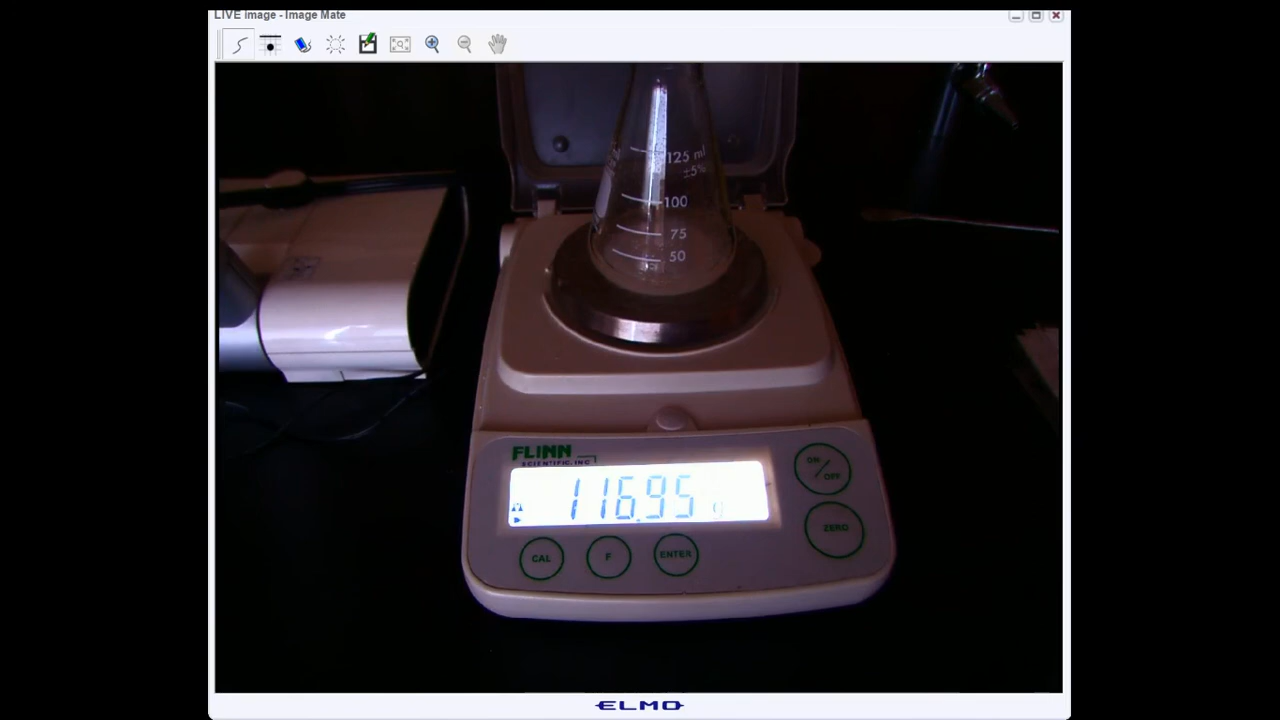 LIVE image - Image Mate
125 ml
±5%
100
75
50
FLINN
SCIENTIFIC, INC
116.95 g
ON/OFF
ZERO
CAL
F
ENTER
ELMO